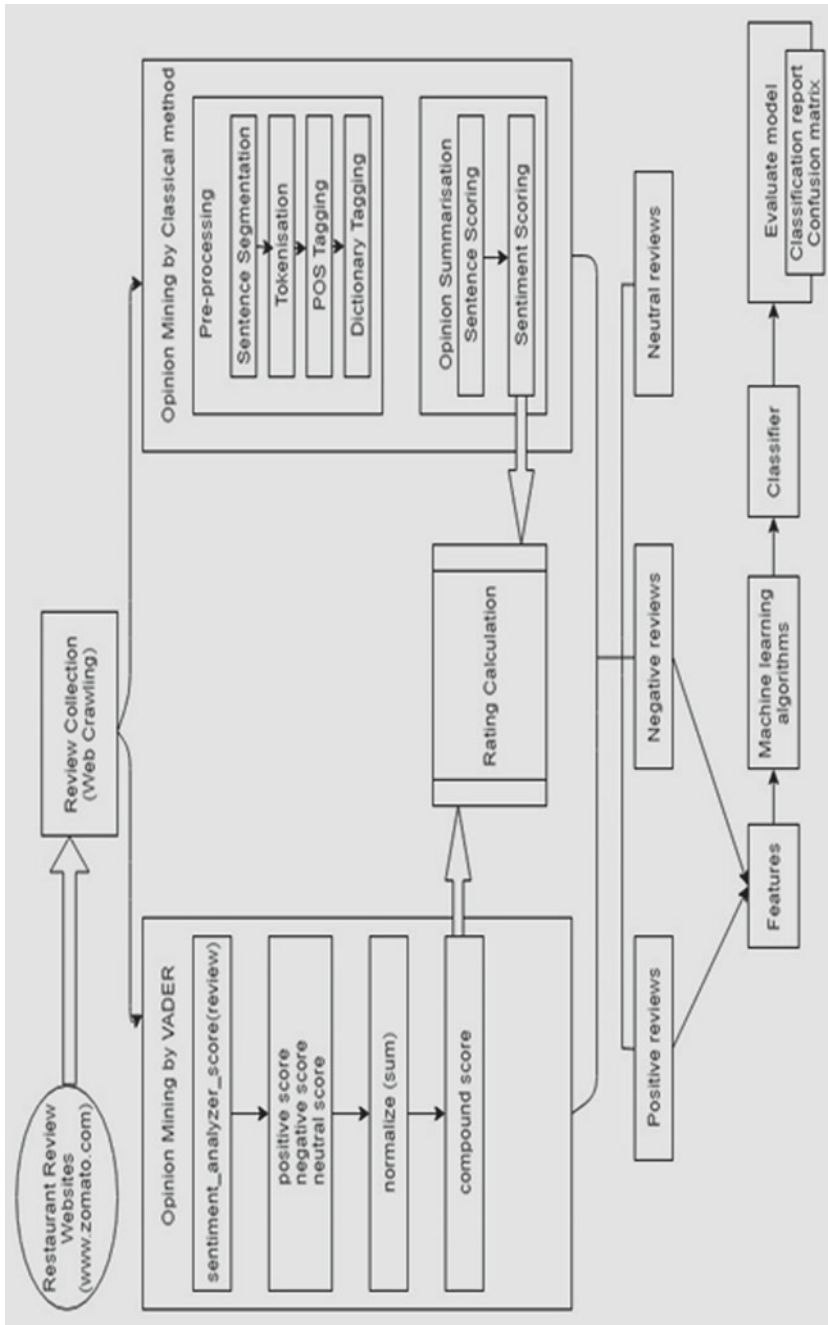 Restaurant Review
Websites
(www.zomato.com)
Review Collection
(Web Crawling)
Opinion Mining by VADER
sentiment_analyzer_score(review)
positive score
negative score
neutral score
normalize (sum)
compound score
Opinion Mining by Classical method
Pre-processing
Sentence Segmentation
Tokenisation
POS Tagging
Dictionary Tagging
Opinion Summarisation
Sentence Scoring
Sentiment Scoring
Rating Calculation
Positive reviews
Negative reviews
Neutral reviews
Features
Machine learning
algorithms
Classifier
Evaluate model
Classification report
Confusion matrix